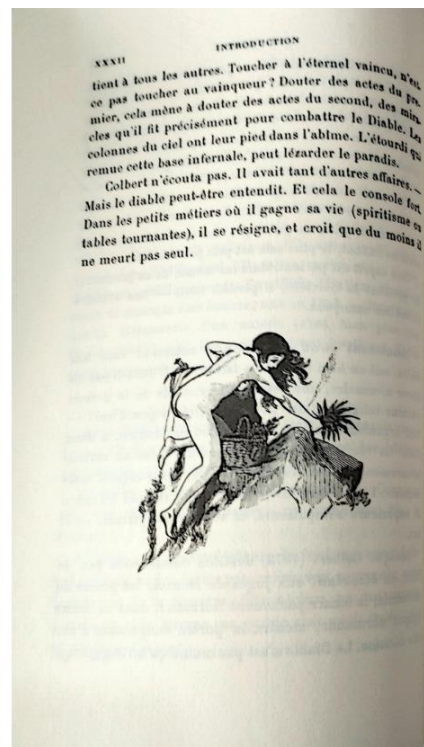 XXXII
INTRODUCTION
tient à tous les autres. Toucher à l'éternel vaincu, n'est-
ce pas toucher au vainqueur? Douter des actes du pre-
mier, cela mène à douter des actes du second, des mira-
cles qu'il fit précisément pour combattre le Diable. Les
colonnes du ciel ont leur pied dans l'abîme. L'étourdi qui
remue cette base infernale, peut lézarder le paradis.
Colbert n'écouta pas. Il avait tant d'autres affaires. —
Mais le diable peut-être entendit. Et cela le console fort.
Dans les petits métiers où il gagne sa vie (spiritisme ou
tables tournantes), il se résigne, et croit que du moins il
ne meurt pas seul.